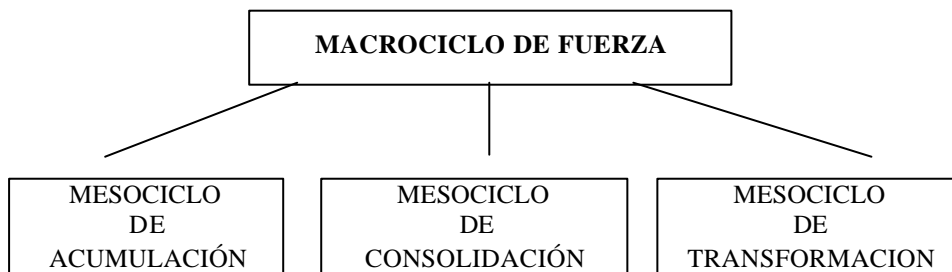 MACROCICLO DE FUERZA
MESOCICLO
DE
ACUMULACIÓN
MESOCICLO
DE
CONSOLIDACIÓN
MESOCICLO
DE
TRANSFORMACION